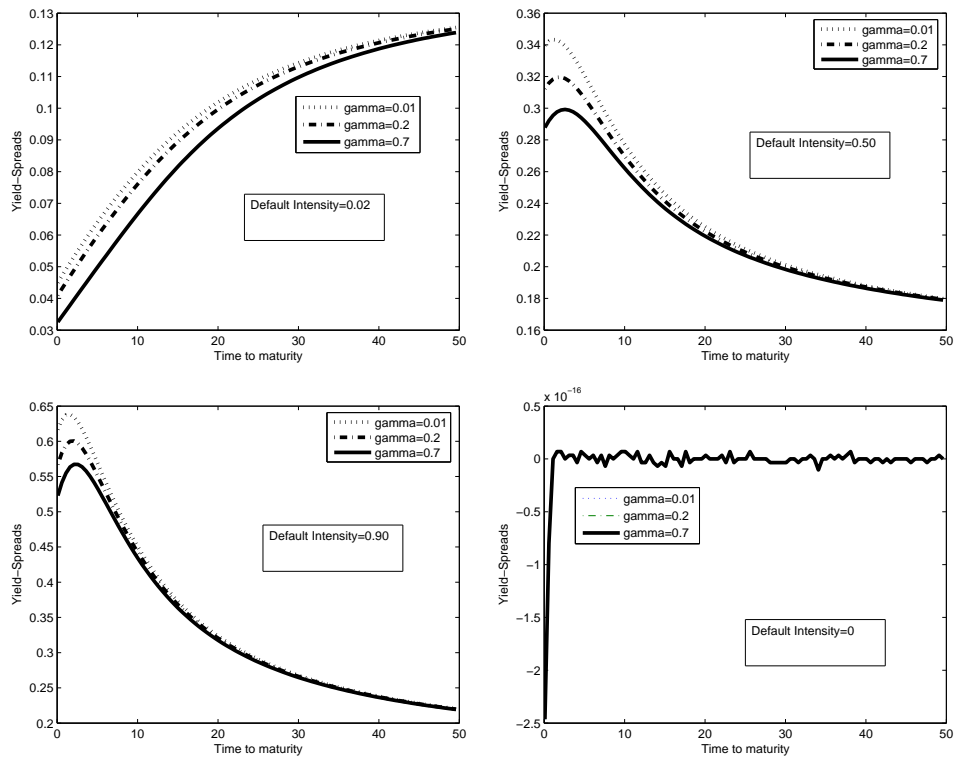 0.13
0.12
0.11
0.1
0.09
0.08
0.07
0.06
0.05
0.04
0.03
0 10 20 30 40 50
Time to maturity
Yield−Spreads
gamma=0.01
gamma=0.2
gamma=0.7
Default Intensity=0.02
0.36
0.34
0.32
0.3
0.28
0.26
0.24
0.22
0.2
0.18
0.16
0 10 20 30 40 50
Time to maturity
Yield−Spreads
gamma=0.01
gamma=0.2
gamma=0.7
Default Intensity=0.50
0.65
0.6
0.55
0.5
0.45
0.4
0.35
0.3
0.25
0.2
0 10 20 30 40 50
Time to maturity
Yield−Spreads
gamma=0.01
gamma=0.2
gamma=0.7
Default Intensity=0.90
x 10−16
0.5
0
−0.5
−1
−1.5
−2
−2.5
0 10 20 30 40 50
Time to maturity
Yield−Spreads
gamma=0.01
gamma=0.2
gamma=0.7
Default Intensity=0